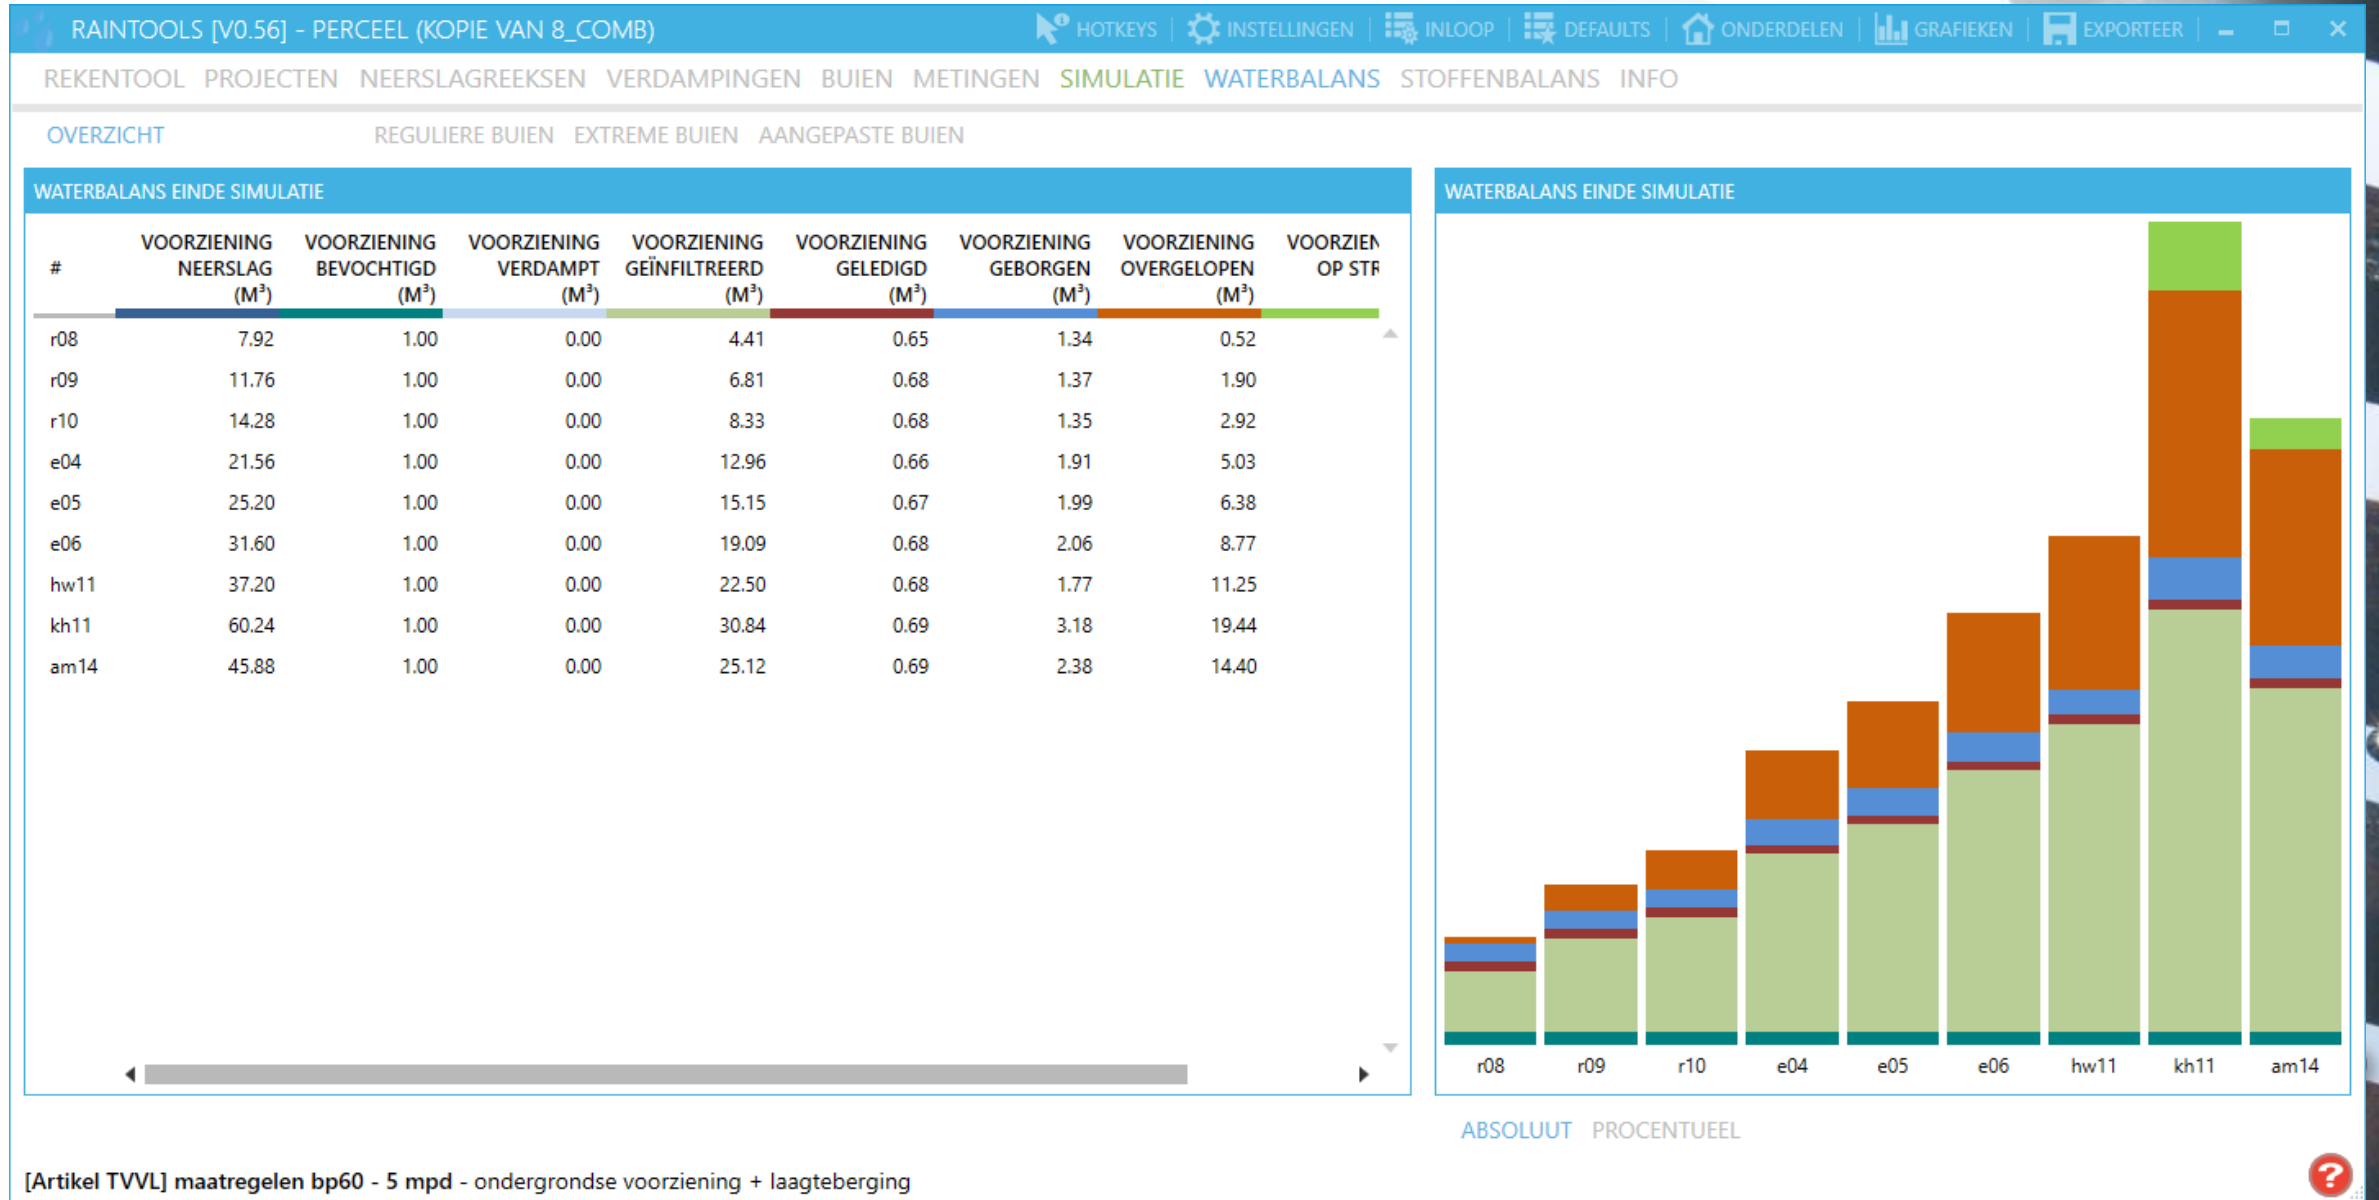 RAINTOOLS [V0.56] - PERCEEL (KOPIE VAN 8_COMB) HOTKEYS INSTELLINGEN INLOOP DEFAULTS ONDERDELEN GRAFIEKEN EXPORTEER
REKENTOOL PROJECTEN NEERSLAGREEKSEN VERDAMPINGEN BUIEN METINGEN SIMULATIE WATERBALANS STOFFENBALANS INFO
OVERZICHT REGULIERE BUIEN EXTREME BUIEN AANGEPASTE BUIEN
WATERBALANS EINDE SIMULATIE
VOORZIENING VOORZIENING VOORZIENING VOORZIENING VOORZIENING VOORZIENING VOORZIENING VOORZIEN
# NEERSLAG BEVOCHTIGD VERDAMPT GEÏNFILTREERD GELEDIGD GEBORGEN OVERGELOPEN OP STR
(M³) (M³) (M³) (M³) (M³) (M³) (M³)
r08 7.92 1.00 0.00 4.41 0.65 1.34 0.52
r09 11.76 1.00 0.00 6.81 0.68 1.37 1.90
r10 14.28 1.00 0.00 8.33 0.68 1.35 2.92
e04 21.56 1.00 0.00 12.96 0.66 1.91 5.03
e05 25.20 1.00 0.00 15.15 0.67 1.99 6.38
e06 31.60 1.00 0.00 19.09 0.68 2.06 8.77
hw11 37.20 1.00 0.00 22.50 0.68 1.77 11.25
kh11 60.24 1.00 0.00 30.84 0.69 3.18 19.44
am14 45.88 1.00 0.00 25.12 0.69 2.38 14.40
WATERBALANS EINDE SIMULATIE
r08 r09 r10 e04 e05 e06 hw11 kh11 am14
ABSOLUUT PROCENTUEEL
[Artikel TVVL] maatregelen bp60 - 5 mpd - ondergrondse voorziening + laagteberging
?